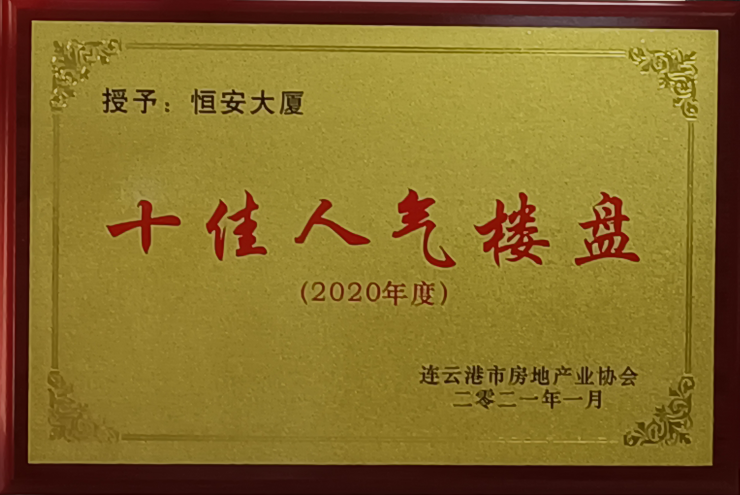 授予：恒安大厦
十佳人气楼盘
(2020年度)
连云港市房地产业协会
二零二一年一月